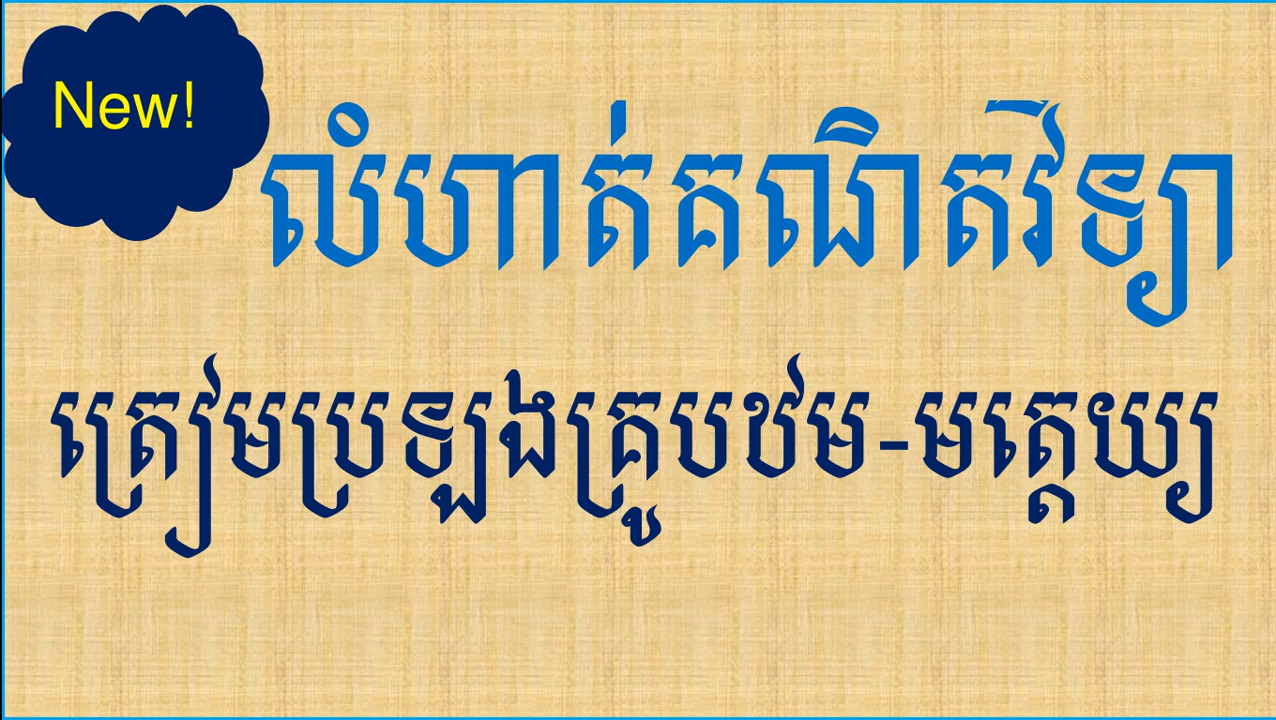 New!
លំហាត់គណិតវិទ្យា
ត្រៀមប្រឡងគ្រូបឋម-មត្តេយ្យ